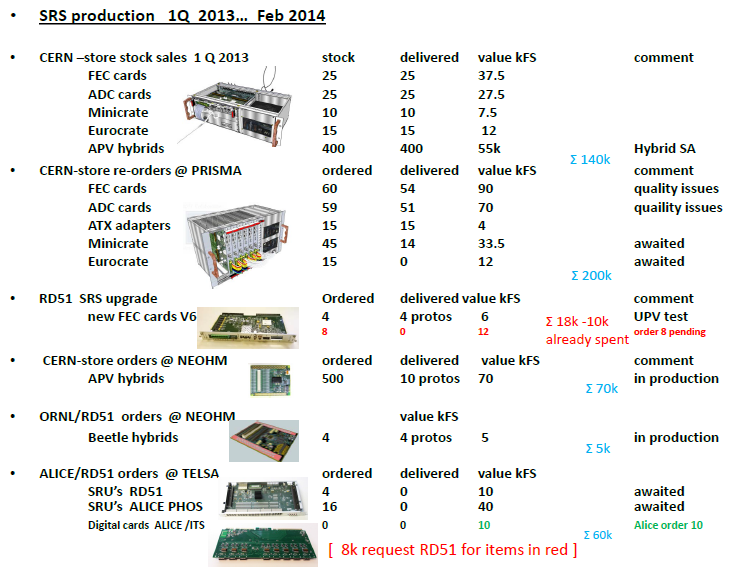 • SRS production 1Q 2013... Feb 2014
• CERN –store stock sales 1 Q 2013 stock delivered value kFS comment
FEC cards 25 25 37.5
ADC cards 25 25 27.5
Minicrate 10 10 7.5
Eurocrate 15 15 12
APV hybrids 400 400 55k Hybrid SA
Σ 140k
• CERN-store re-orders @ PRISMA ordered delivered value kFS comment
FEC cards 60 54 90 quality issues
ADC cards 59 51 70 quaility issues
ATX adapters 15 15 4
Minicrate 45 14 33.5 awaited
Eurocrate 15 0 12 awaited
Σ 200k
• RD51 SRS upgrade Ordered delivered value kFS comment
new FEC cards V6 4 4 protos 6 Σ 18k -10k UPV test
8 0 12 already spent order 8 pending
• CERN-store orders @ NEOHM ordered delivered value kFS comment
APV hybrids 500 10 protos 70 in production
Σ 70k
• ORNL/RD51 orders @ NEOHM value kFS
Beetle hybrids 4 4 protos 5 in production
Σ 5k
• ALICE/RD51 orders @ TELSA ordered delivered value kFS
SRU's RD51 4 0 10 awaited
SRU's ALICE PHOS 16 0 40 awaited
Digital cards ALICE /ITS 0 0 10 Alice order 10
Σ 60k
[ 8k request RD51 for items in red ]